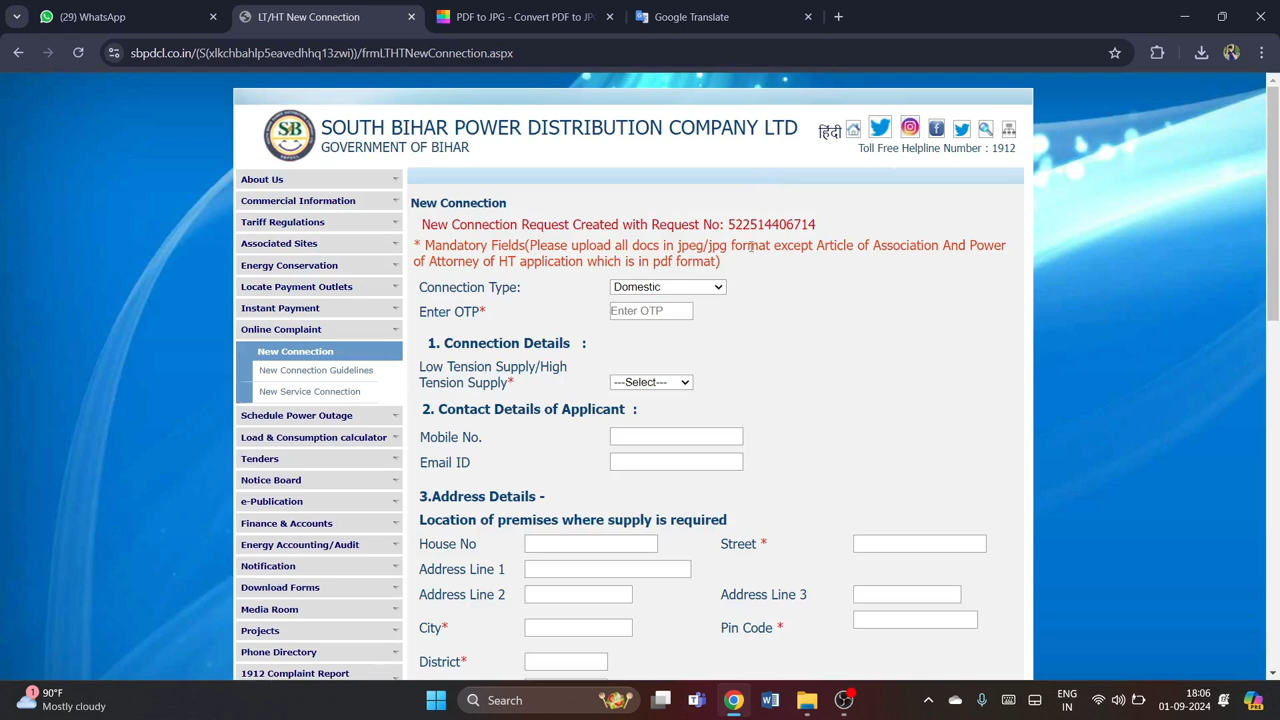 (29) WhatsApp
LT/HT New Connection
PDF to JPG - Convert PDF to JP
Google Translate
sbpdcl.co.in/(S(xlkchbahlp5eavedhhq13zwi))/frmLTHTNewConnection.aspx
SOUTH BIHAR POWER DISTRIBUTION COMPANY LTD
GOVERNMENT OF BIHAR
हिंदी
Toll Free Helpline Number : 1912
About Us
Commercial Information
Tariff Regulations
Associated Sites
Energy Conservation
Locate Payment Outlets
Instant Payment
Online Complaint
New Connection
New Connection Guidelines
New Service Connection
Schedule Power Outage
Load & Consumption calculator
Tenders
Notice Board
e-Publication
Finance & Accounts
Energy Accounting/Audit
Notification
Download Forms
Media Room
Projects
Phone Directory
1912 Complaint Report
New Connection
New Connection Request Created with Request No: 522514406714
* Mandatory Fields(Please upload all docs in jpeg/jpg format except Article of Association And Power
of Attorney of HT application which is in pdf format)
Connection Type:
Domestic
Enter OTP*
Enter OTP
1. Connection Details :
Low Tension Supply/High
Tension Supply*
---Select---
2. Contact Details of Applicant :
Mobile No.
Email ID
3.Address Details -
Location of premises where supply is required
House No
Street *
Address Line 1
Address Line 2
Address Line 3
City*
Pin Code *
District*
1
90°F
Mostly cloudy
Search
ENG
IN
18:06
01-09-2024